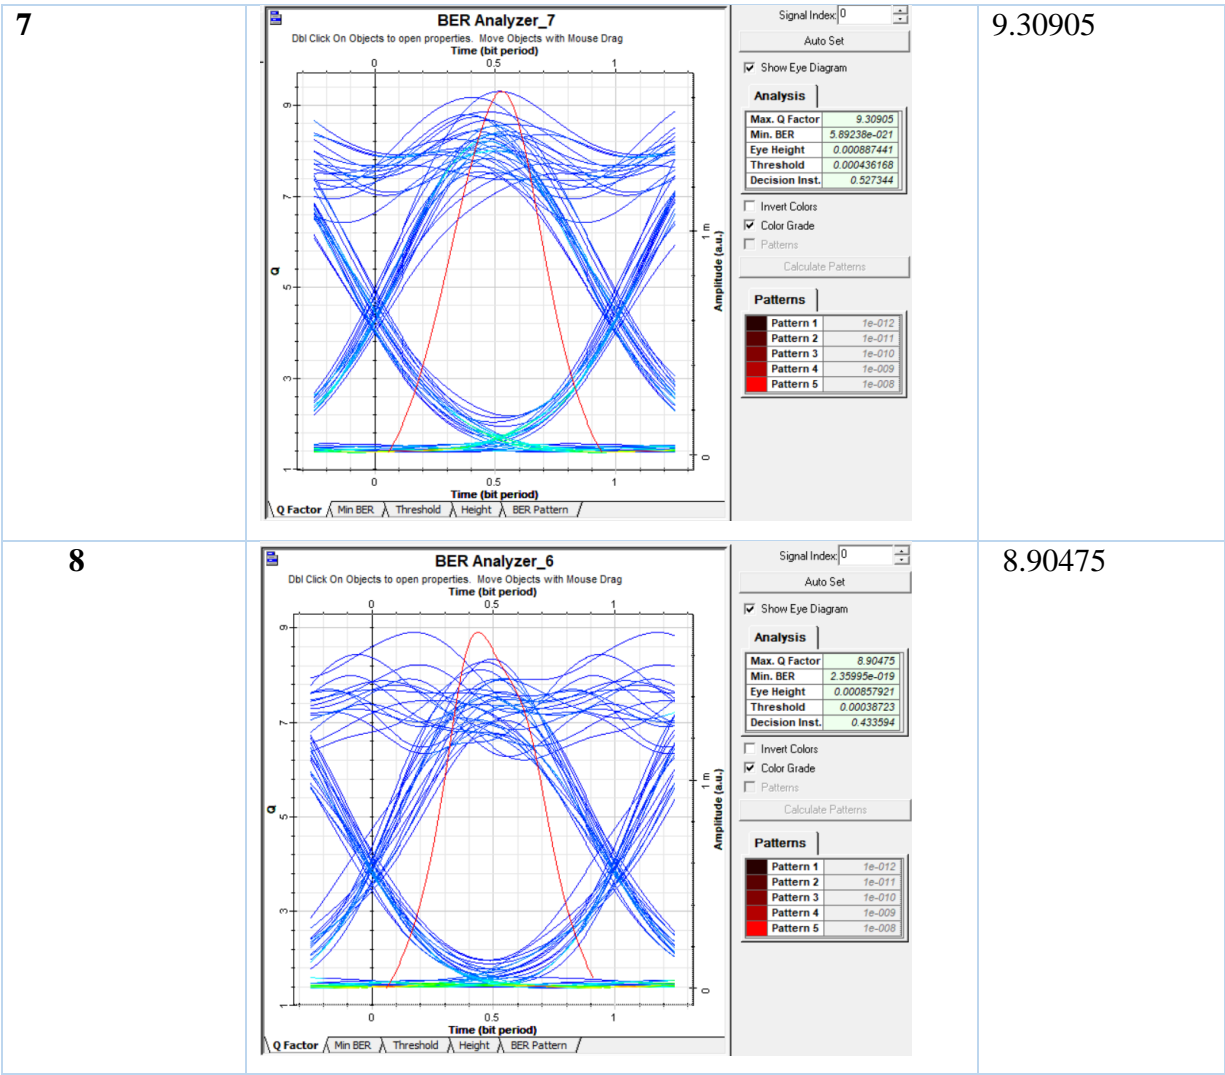 7
BER Analyzer_7
Dbl Click On Objects to open properties. Move Objects with Mouse Drag
Time (bit period)
0 0.5 1
Q
9
7
5
3
1
Amplitude (a.u.)
1 m
0
0 0.5 1
Time (bit period)
Q Factor Min BER Threshold Height BER Pattern
Signal Index: 0
Auto Set
Show Eye Diagram
Analysis
Max. Q Factor 9.30905
Min. BER 5.89238e-021
Eye Height 0.000887441
Threshold 0.000436168
Decision Inst. 0.527344
Invert Colors
Color Grade
Patterns
Calculate Patterns
Patterns
Pattern 1 1e-012
Pattern 2 1e-011
Pattern 3 1e-010
Pattern 4 1e-009
Pattern 5 1e-008
9.30905
8
BER Analyzer_6
Dbl Click On Objects to open properties. Move Objects with Mouse Drag
Time (bit period)
0 0.5 1
Q
9
7
5
3
1
Amplitude (a.u.)
1 m
0
0 0.5 1
Time (bit period)
Q Factor Min BER Threshold Height BER Pattern
Signal Index: 0
Auto Set
Show Eye Diagram
Analysis
Max. Q Factor 8.90475
Min. BER 2.35995e-019
Eye Height 0.000857921
Threshold 0.00038723
Decision Inst. 0.433594
Invert Colors
Color Grade
Patterns
Calculate Patterns
Patterns
Pattern 1 1e-012
Pattern 2 1e-011
Pattern 3 1e-010
Pattern 4 1e-009
Pattern 5 1e-008
8.90475